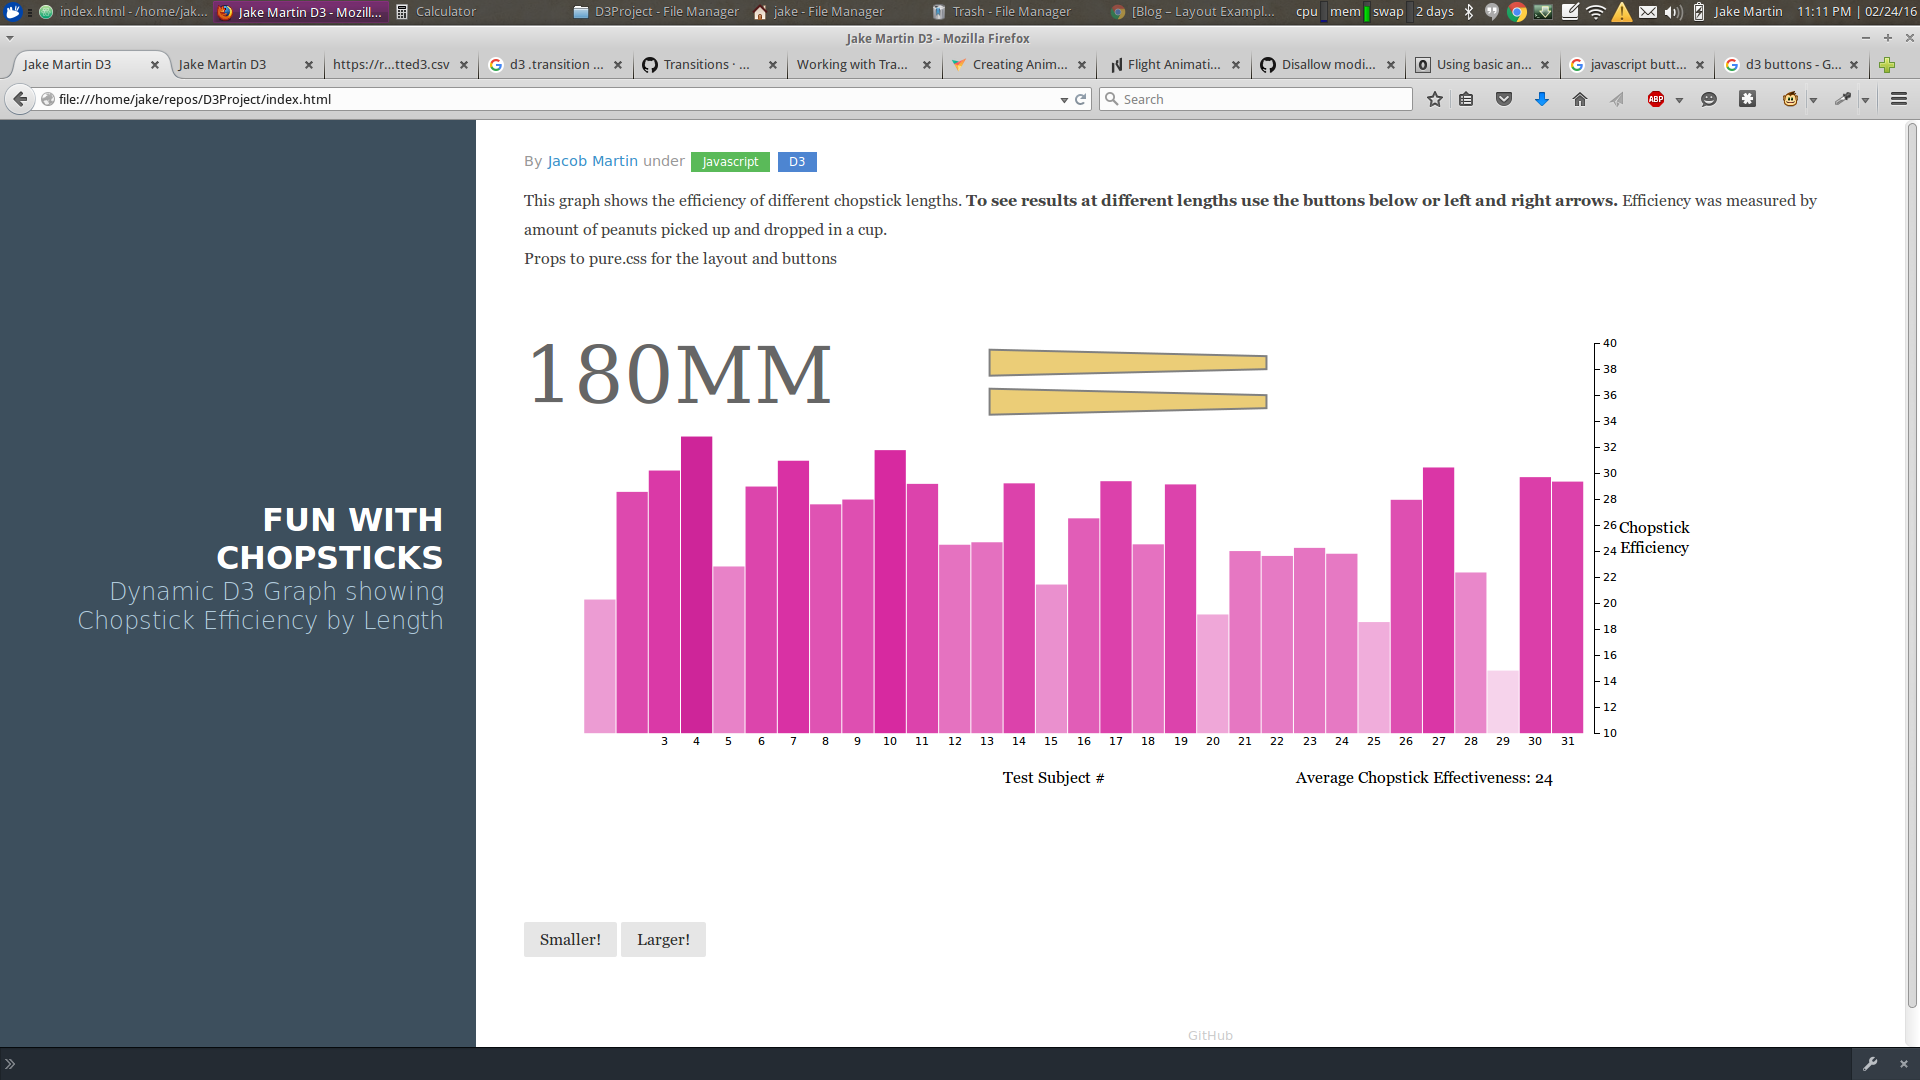 index.html - /home/jak... Jake Martin D3 - Mozill... Calculator D3Project - File Manager jake - File Manager Trash - File Manager [Blog – Layout Exampl... cpu mem swap 2 days Jake Martin 11:11 PM | 02/24/16
Jake Martin D3 - Mozilla Firefox
Jake Martin D3 Jake Martin D3 https://r...tted3.csv d3 .transition ... Transitions · ... Working with Tra... Creating Anim... Flight Animati... Disallow modi... Using basic an... javascript butt... d3 buttons - G...
file:///home/jake/repos/D3Project/index.html Search ABP
By Jacob Martin under Javascript D3
This graph shows the efficiency of different chopstick lengths. To see results at different lengths use the buttons below or left and right arrows. Efficiency was measured by
amount of peanuts picked up and dropped in a cup.
Props to pure.css for the layout and buttons
FUN WITH
CHOPSTICKS
Dynamic D3 Graph showing
Chopstick Efficiency by Length
180MM
40
38
36
34
32
30
28
26
24
22
20
18
16
14
12
10
Chopstick
Efficiency
3 4 5 6 7 8 9 10 11 12 13 14 15 16 17 18 19 20 21 22 23 24 25 26 27 28 29 30 31
Test Subject # Average Chopstick Effectiveness: 24
Smaller! Larger!
GitHub